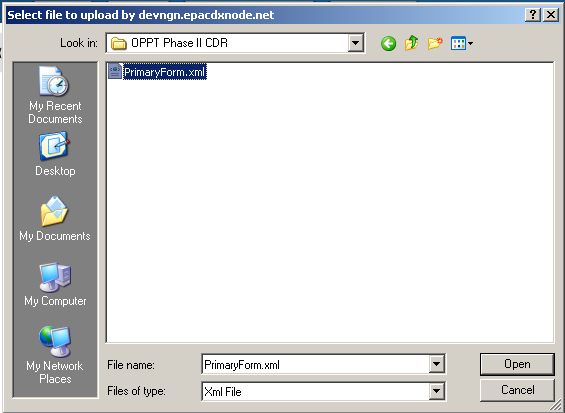 Select file to upload by devngn.epacdxnode.net
Look in:
OPPT Phase II CDR
My Recent
Documents
Desktop
My Documents
My Computer
My Network
Places
PrimaryForm.xml
File name:
PrimaryForm.xml
Open
Files of type:
Xml File
Cancel